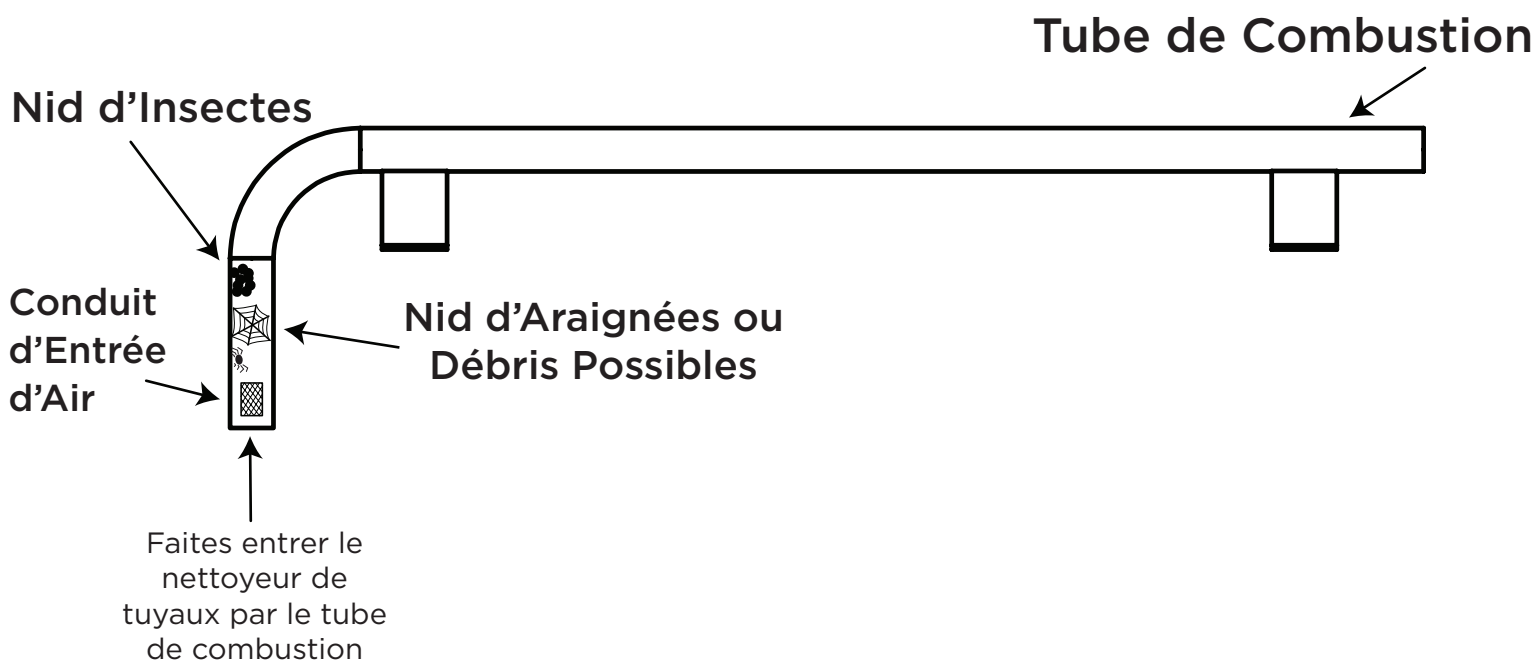 Tube de Combustion
Nid d’Insectes
Conduit
d’Entrée
d’Air
Nid d’Araignées ou
Débris Possibles
Faites entrer le
nettoyeur de
tuyaux par le tube
de combustion